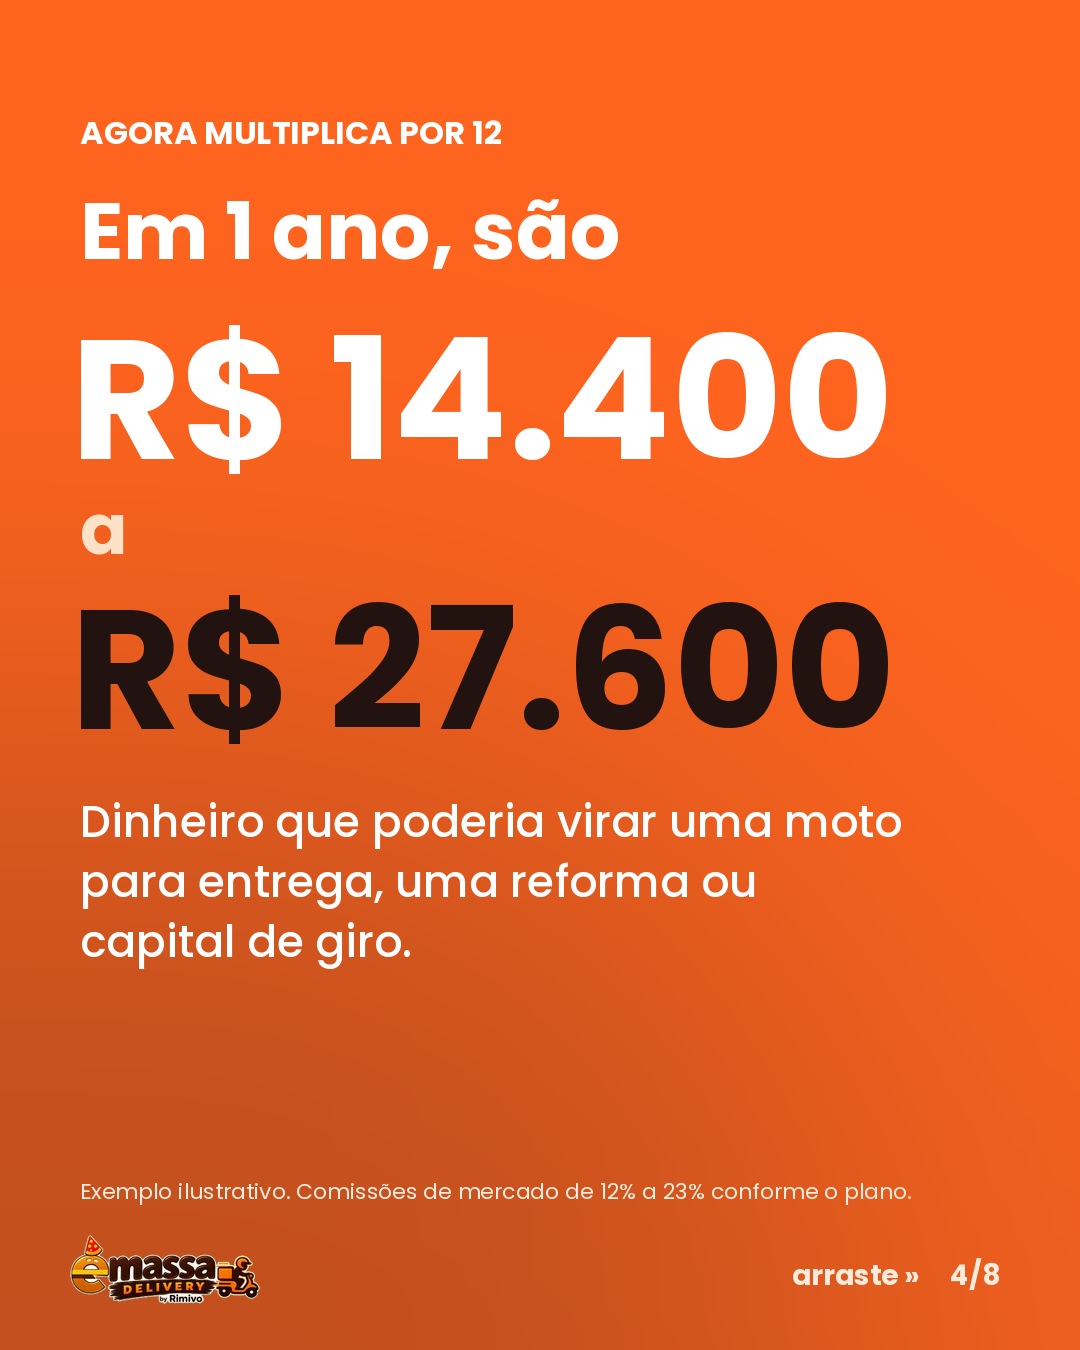 AGORA MULTIPLICA POR 12
Em 1 ano, são
R$ 14.400
a
R$ 27.600
Dinheiro que poderia virar uma moto
para entrega, uma reforma ou
capital de giro.
Exemplo ilustrativo. Comissões de mercado de 12% a 23% conforme o plano.
émassa
DELIVERY
by Rimivo
arraste » 4/8